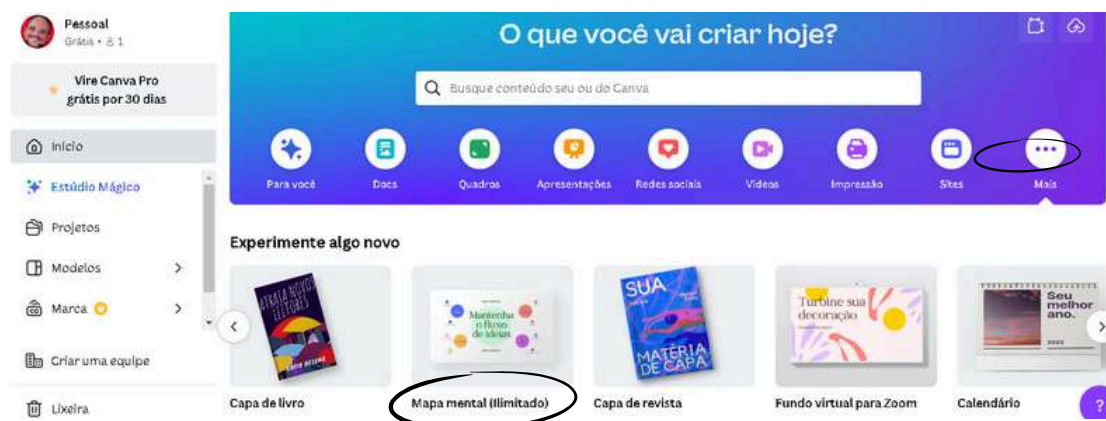 Pessoal
Grátis • 1
Vire Canva Pro
grátis por 30 dias
Início
Estúdio Mágico
Projetos
Modelos
Marca
Criar uma equipe
Lixeira
O que você vai criar hoje?
Busque conteúdo seu ou do Canva
Para você
Docs
Quadros
Apresentações
Redes sociais
Vídeos
Impressão
Sites
Mais
Experimente algo novo
ATRAIA NOVOS
LEITORES
Mantenha
o fluxo
de ideias
SUA
MATÉRIA
DE CAPA
Turbine sua
decoração
Seu
melhor
ano.
Capa de livro
Mapa mental (Ilimitado)
Capa de revista
Fundo virtual para Zoom
Calendário
?